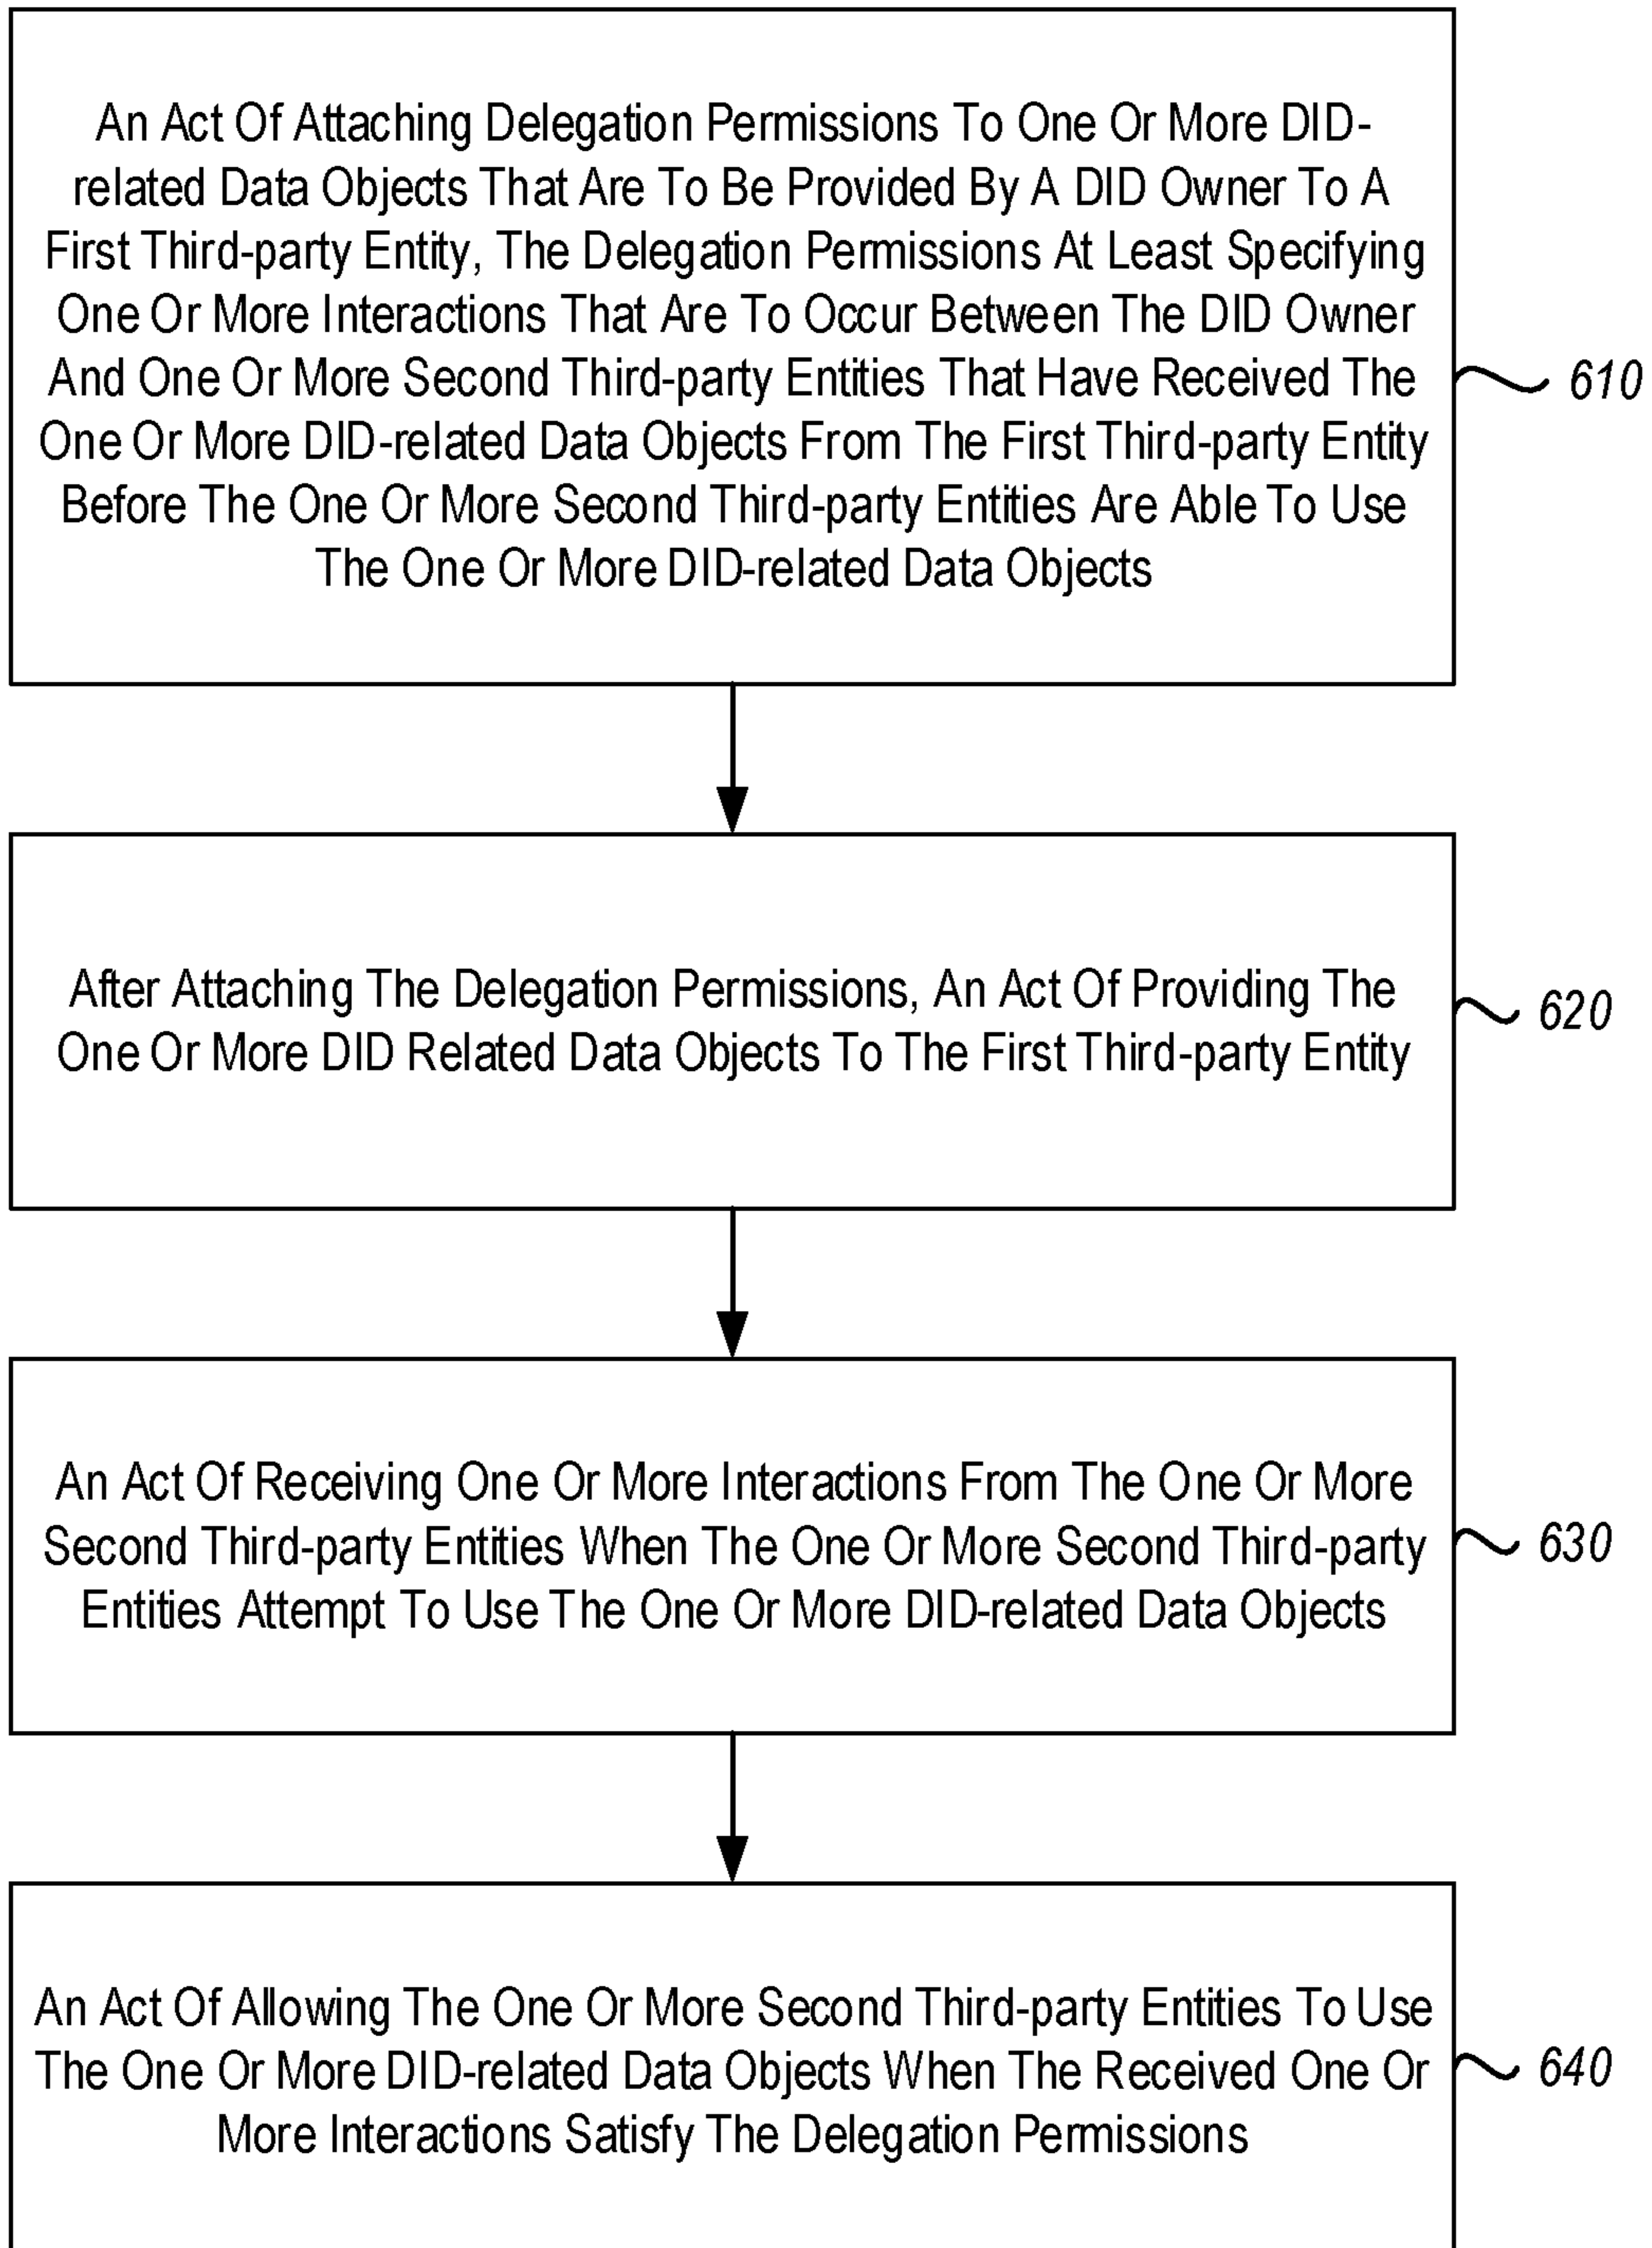 An Act Of Attaching Delegation Permissions To One Or More DID-
related Data Objects That Are To Be Provided By A DID Owner To A
First Third-party Entity, The Delegation Permissions At Least Specifying
One Or More Interactions That Are To Occur Between The DID Owner
And One Or More Second Third-party Entities That Have Received The
One Or More DID-related Data Objects From The First Third-party Entity
Before The One Or More Second Third-party Entities Are Able To Use
The One Or More DID-related Data Objects
610
After Attaching The Delegation Permissions, An Act Of Providing The
One Or More DID Related Data Objects To The First Third-party Entity
620
An Act Of Receiving One Or More Interactions From The One Or More
Second Third-party Entities When The One Or More Second Third-party
Entities Attempt To Use The One Or More DID-related Data Objects
630
An Act Of Allowing The One Or More Second Third-party Entities To Use
The One Or More DID-related Data Objects When The Received One Or
More Interactions Satisfy The Delegation Permissions
640